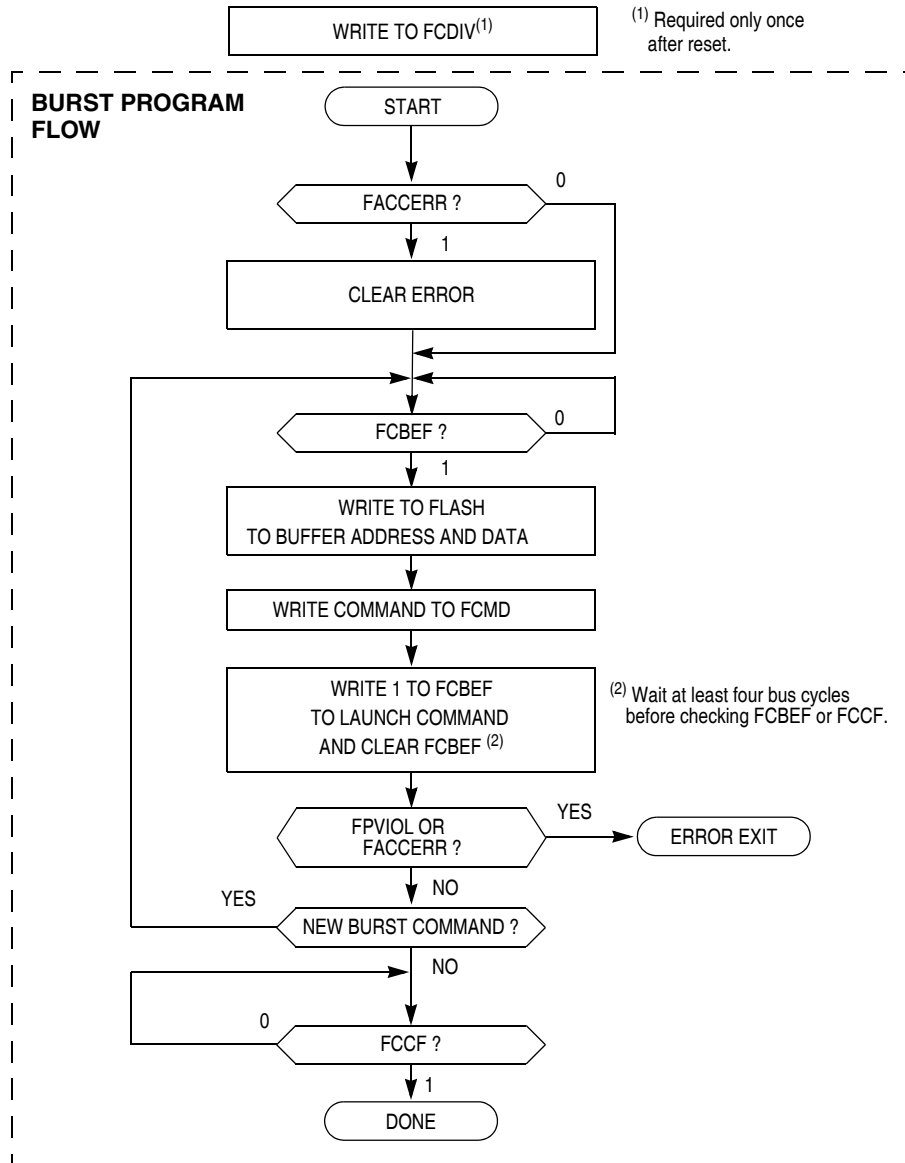 WRITE TO FCDIV(1)
(1) Required only once
after reset.
BURST PROGRAM
FLOW
START
0
FACCERR ?
1
CLEAR ERROR
0
FCBEF ?
1
WRITE TO FLASH
TO BUFFER ADDRESS AND DATA
WRITE COMMAND TO FCMD
WRITE 1 TO FCBEF
TO LAUNCH COMMAND
AND CLEAR FCBEF (2)
(2) Wait at least four bus cycles
before checking FCBEF or FCCF.
FPVIOL OR
FACCERR ?
YES
ERROR EXIT
NO
YES
NEW BURST COMMAND ?
NO
0
FCCF ?
1
DONE